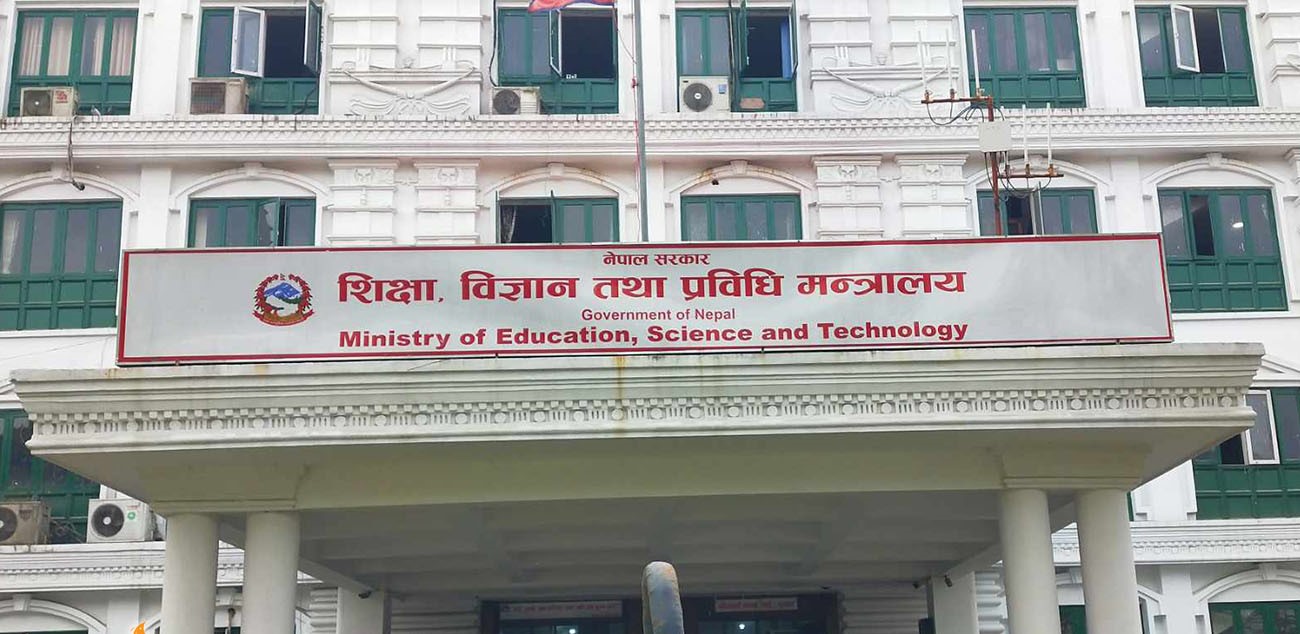 नेपाल सरकार
शिक्षा, विज्ञान तथा प्रविधि मन्त्रालय
Government of Nepal
Ministry of Education, Science and Technology